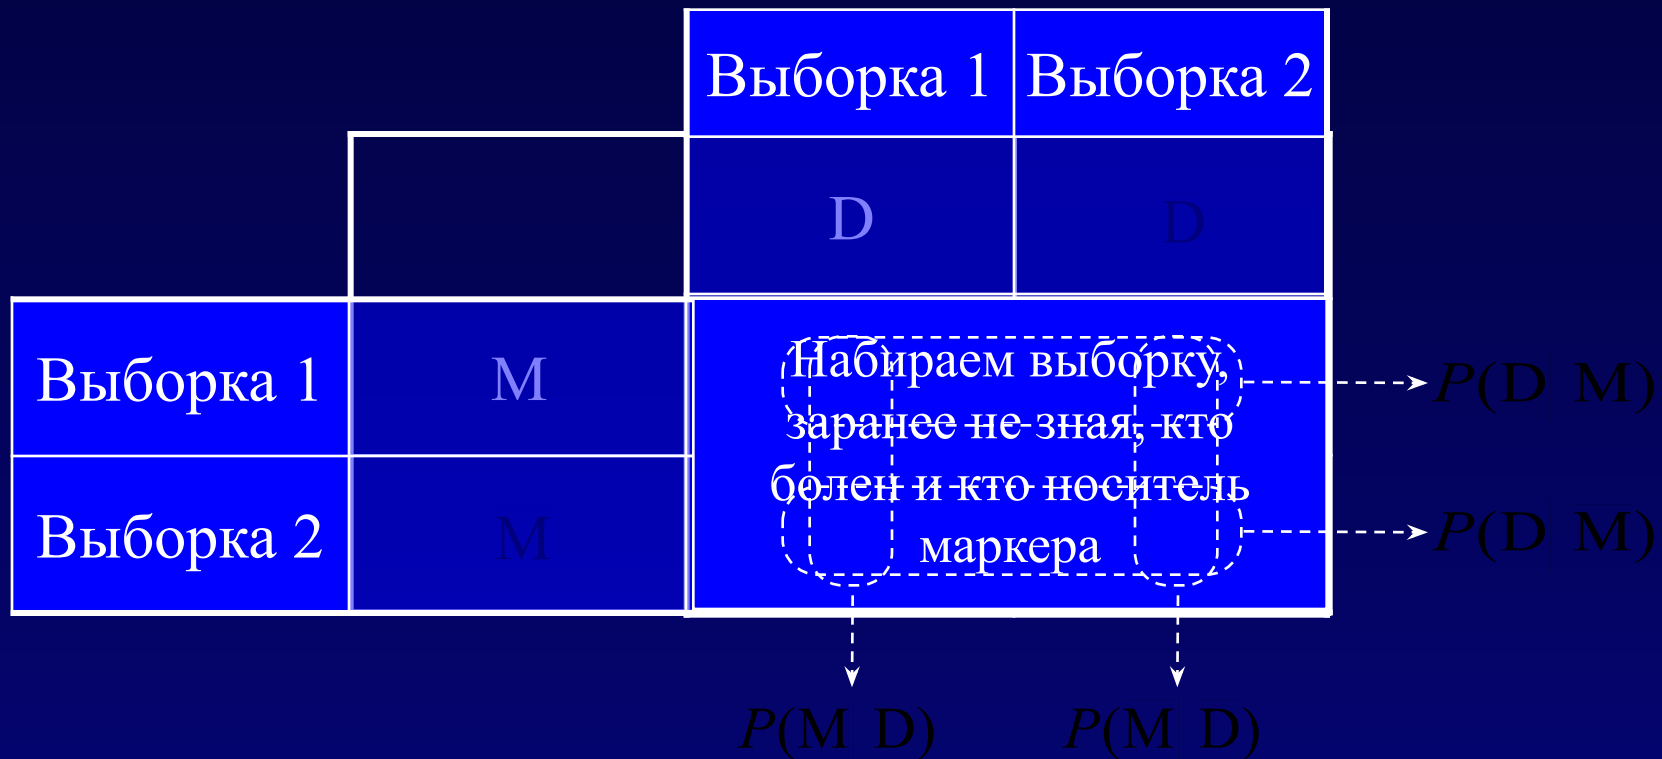 Выборка 1 Выборка 2
D D
Выборка 1 M
Выборка 2 M
Набираем выборку,
заранее не зная, кто
болен и кто носитель
маркера
P(D M)
P(D M)
P(M D) P(M D)